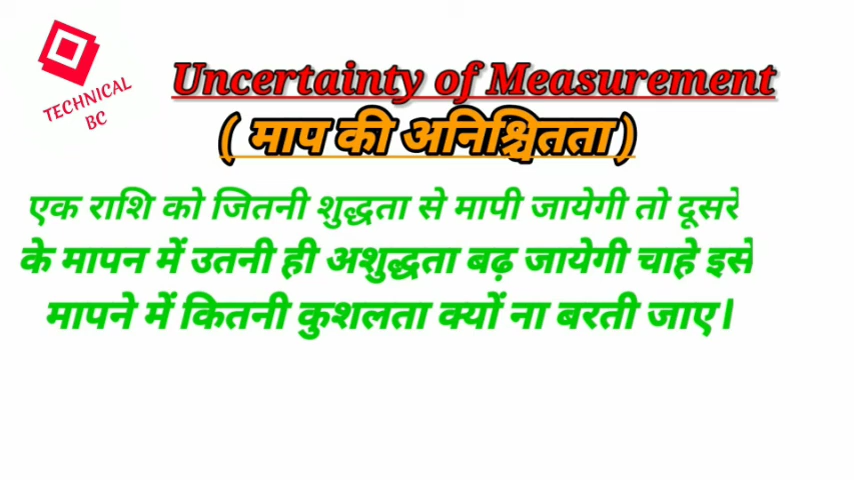 TECHNICAL
BC
Uncertainty of Measurement
( माप की अनिश्चितता )
एक राशि को जितनी शुद्धता से मापी जायेगी तो दूसरे
के मापन में उतनी ही अशुद्धता बढ़ जायेगी चाहे इसे
मापने में कितनी कुशलता क्यों ना बरती जाए।